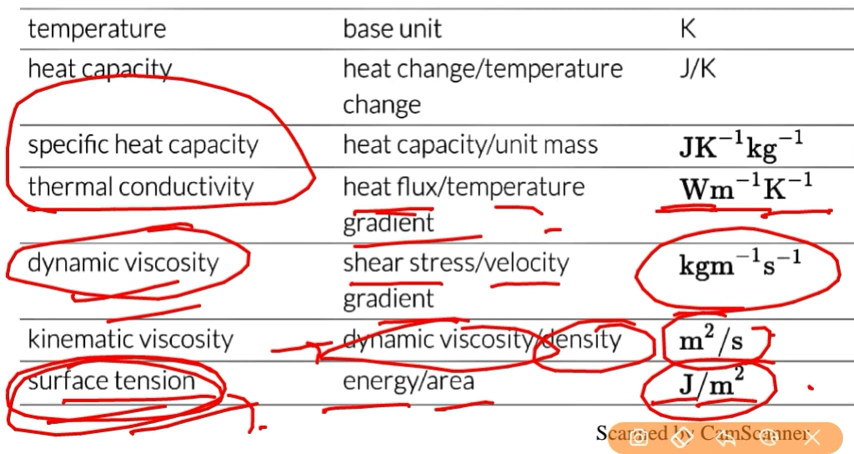 temperature base unit K
heat capacity heat change/temperature J/K
change
specific heat capacity heat capacity/unit mass JK⁻¹kg⁻¹
thermal conductivity heat flux/temperature Wm⁻¹K⁻¹
gradient
dynamic viscosity shear stress/velocity kgm⁻¹s⁻¹
gradient
kinematic viscosity dynamic viscosity/density m²/s
surface tension energy/area J/m²
Scanned by CamScanner